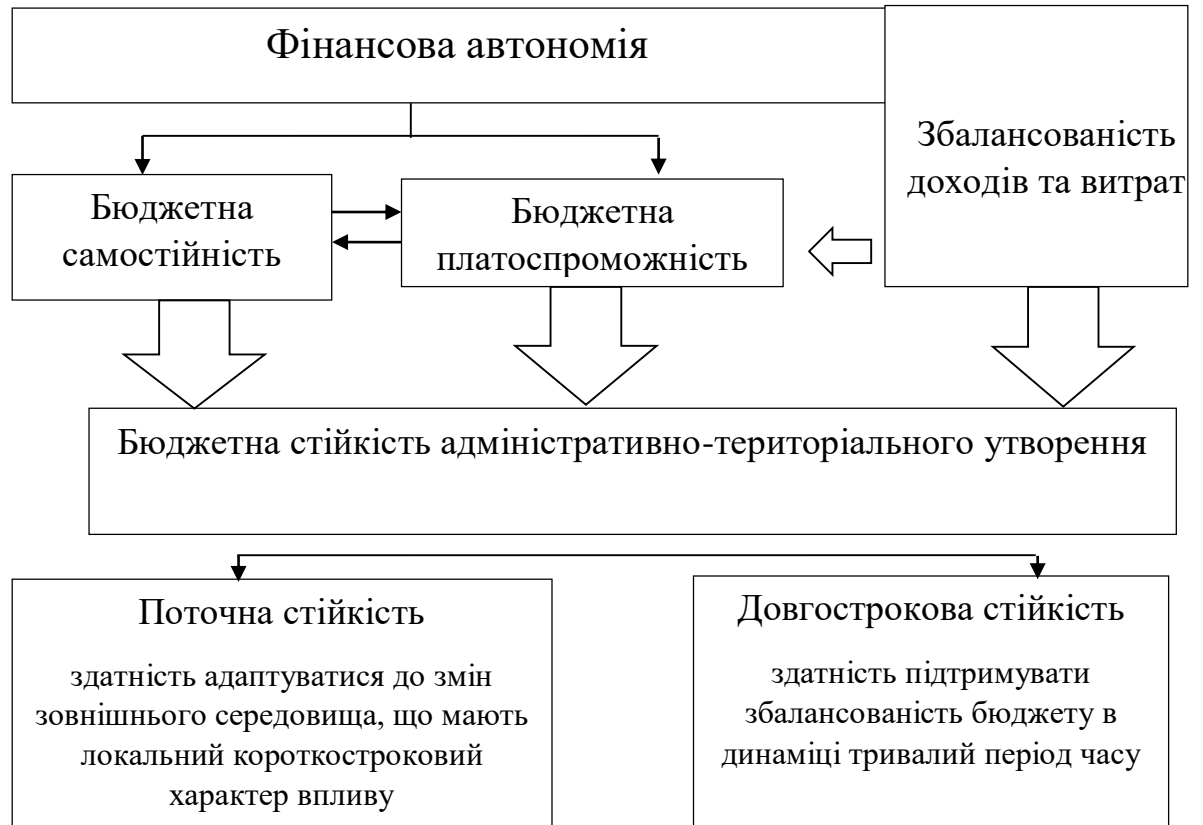 Фінансова автономія
Збалансованість
доходів та витрат
Бюджетна
самостійність
Бюджетна
платоспроможність
Бюджетна стійкість адміністративно-територіального утворення
Поточна стійкість
здатність адаптуватися до змін
зовнішнього середовища, що мають
локальний короткостроковий
характер впливу
Довгострокова стійкість
здатність підтримувати
збалансованість бюджету в
динаміці тривалий період часу